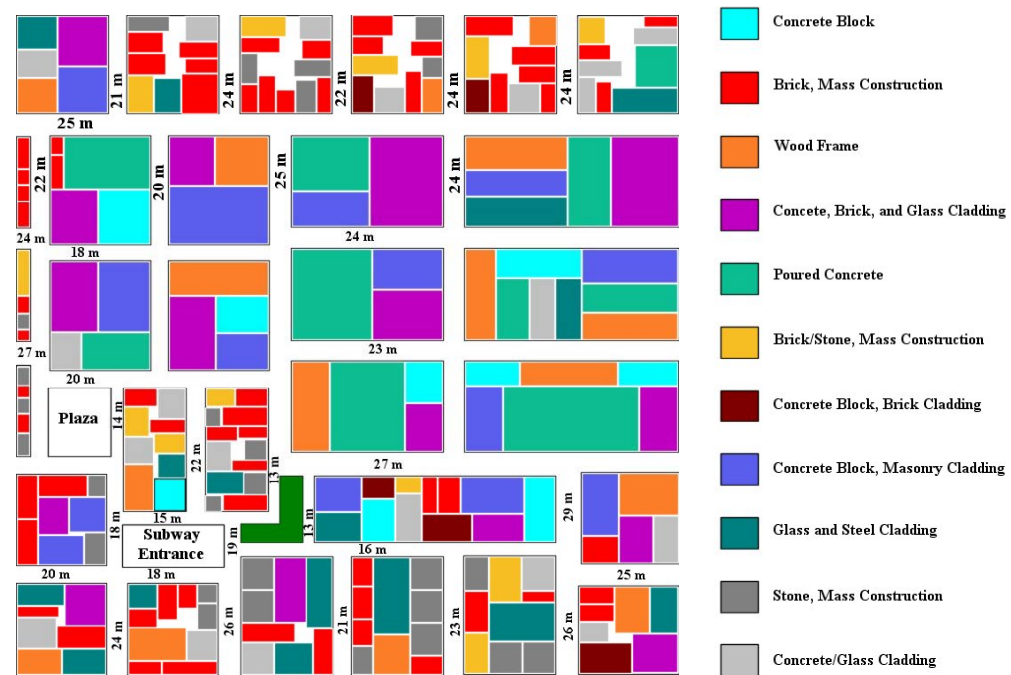 21 m
24 m
22 m
24 m
24 m
25 m
22 m
20 m
25 m
24 m
24 m
18 m
24 m
27 m
20 m
23 m
Plaza
14 m
22 m
13 m
27 m
15 m
18 m
Subway
Entrance
19 m
13 m
16 m
29 m
20 m
18 m
25 m
24 m
26 m
21 m
23 m
26 m
Concrete Block
Brick, Mass Construction
Wood Frame
Concete, Brick, and Glass Cladding
Poured Concrete
Brick/Stone, Mass Construction
Concrete Block, Brick Cladding
Concrete Block, Masonry Cladding
Glass and Steel Cladding
Stone, Mass Construction
Concrete/Glass Cladding